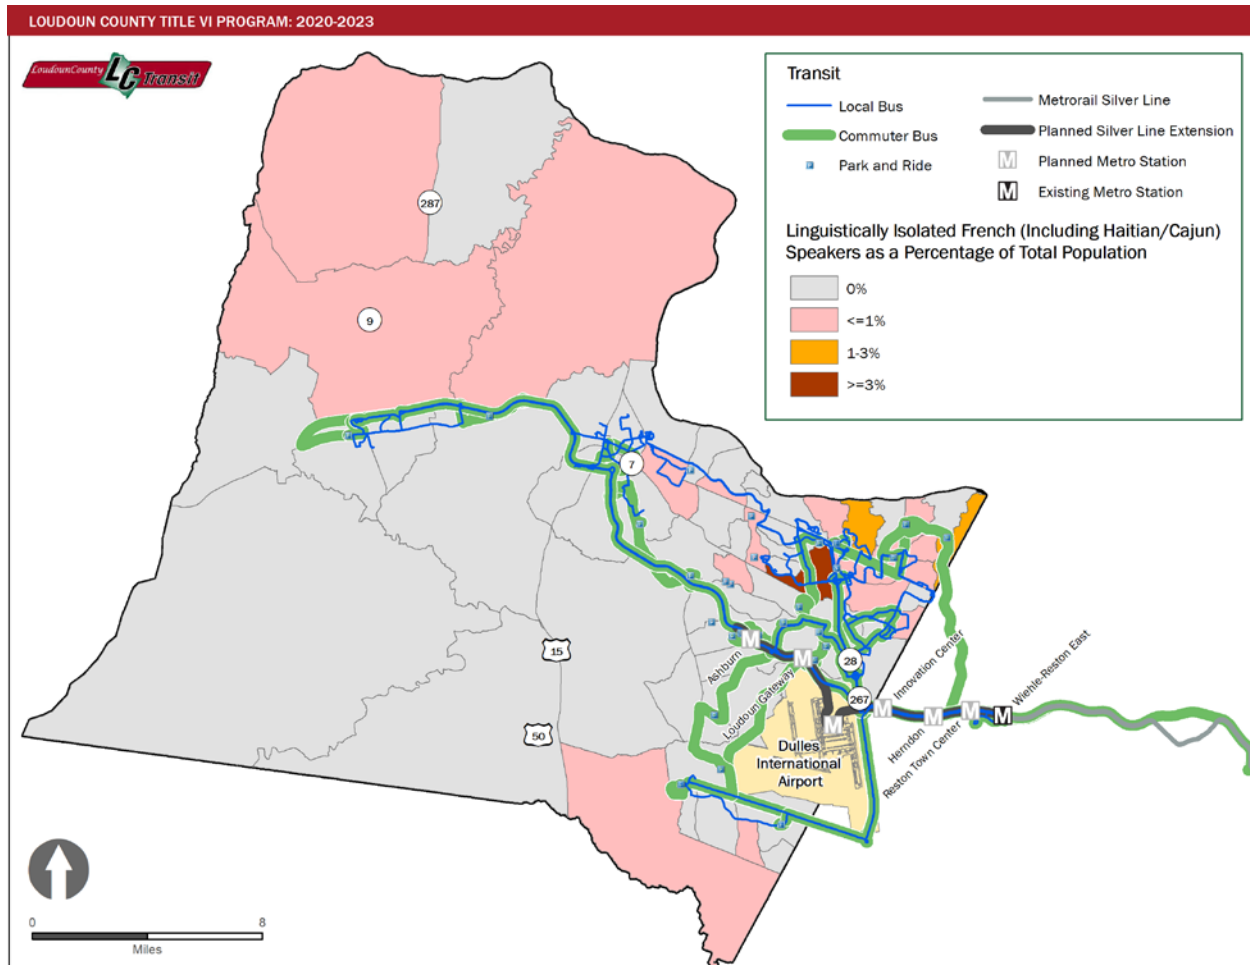 LOUDOUN COUNTY TITLE VI PROGRAM: 2020-2023
LoudounCounty LC Transit
Transit
Local Bus
Commuter Bus
Park and Ride
Metrorail Silver Line
Planned Silver Line Extension
M Planned Metro Station
M Existing Metro Station
Linguistically Isolated French (Including Haitian/Cajun)
Speakers as a Percentage of Total Population
0%
<=1%
1-3%
>=3%
287
9
7
15
50
28
267
M
M
M
M
M
M
M
Ashburn
Loudoun Gateway
Innovation Center
Herndon
Reston Town Center
Wiehle-Reston East
Dulles
International
Airport
0 8
Miles